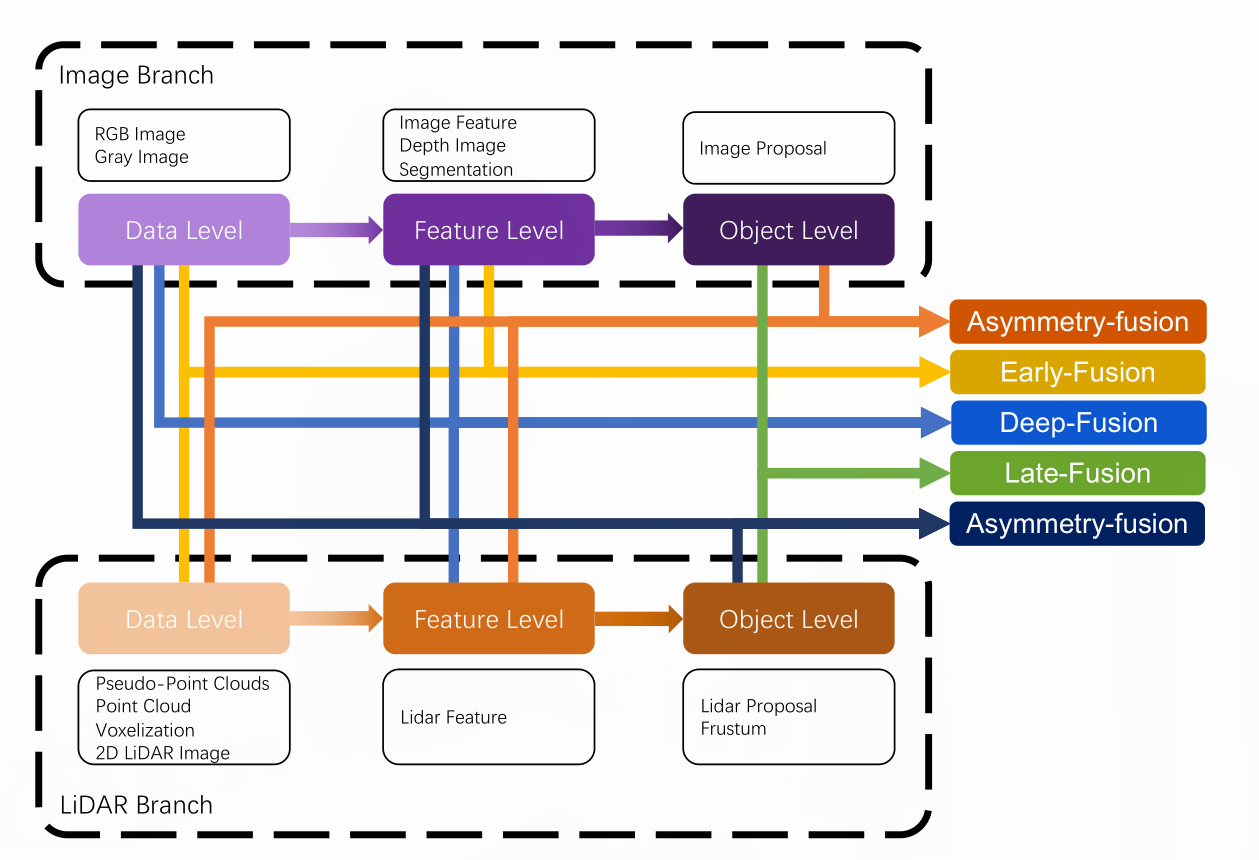 Image Branch
RGB Image
Gray Image
Image Feature
Depth Image
Segmentation
Image Proposal
Data Level
Feature Level
Object Level
Asymmetry-fusion
Early-Fusion
Deep-Fusion
Late-Fusion
Asymmetry-fusion
Data Level
Feature Level
Object Level
Pseudo-Point Clouds
Point Cloud
Voxelization
2D LiDAR Image
Lidar Feature
Lidar Proposal
Frustum
LiDAR Branch